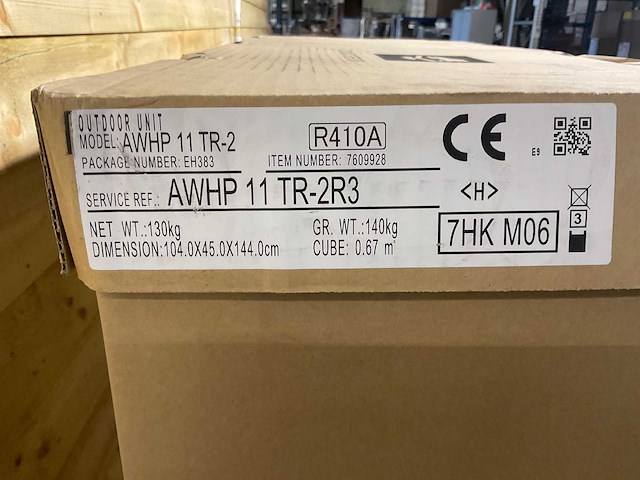 OUTDOOR UNIT
MODEL: AWHP 11 TR-2
R410A
PACKAGE NUMBER: EH383
ITEM NUMBER: 7609928
SERVICE REF.: AWHP 11 TR-2R3
NET WT.:130kg
GR. WT.:140kg
DIMENSION:104.0X45.0X144.0cm
CUBE: 0.67 m³
CE
E9
<H>
3
7HK M06